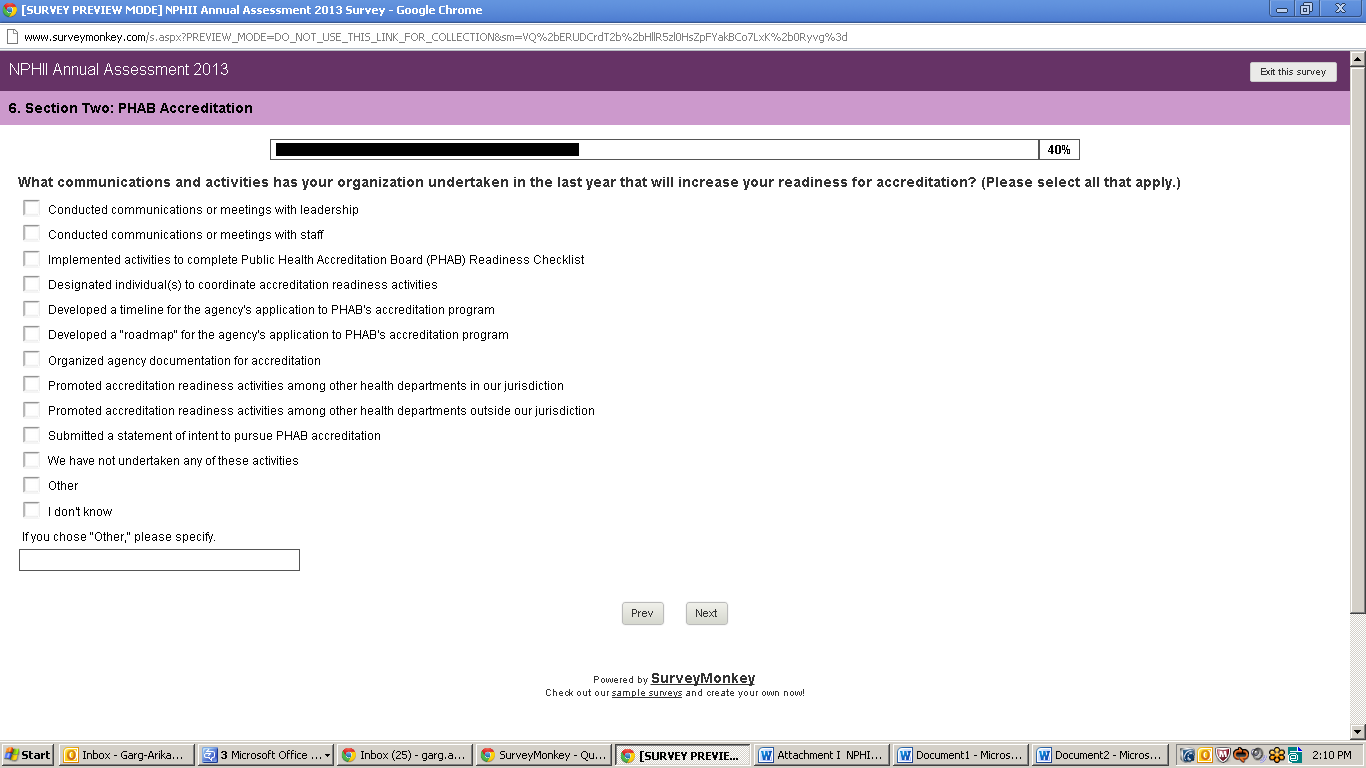 [SURVEY PREVIEW MODE] NPHII Annual Assessment 2013 Survey - Google Chrome
www.surveymonkey.com/s.aspx?PREVIEW_MODE=DO_NOT_USE_THIS_LINK_FOR_COLLECTION&sm=VQ%2bERUDCrdT2b%2bHllR5zl0HsZpFYakBCo7LxK%2b0Ryvg%3d
NPHII Annual Assessment 2013
Exit this survey
6. Section Two: PHAB Accreditation
40%
What communications and activities has your organization undertaken in the last year that will increase your readiness for accreditation? (Please select all that apply.)
Conducted communications or meetings with leadership
Conducted communications or meetings with staff
Implemented activities to complete Public Health Accreditation Board (PHAB) Readiness Checklist
Designated individual(s) to coordinate accreditation readiness activities
Developed a timeline for the agency's application to PHAB's accreditation program
Developed a "roadmap" for the agency's application to PHAB's accreditation program
Organized agency documentation for accreditation
Promoted accreditation readiness activities among other health departments in our jurisdiction
Promoted accreditation readiness activities among other health departments outside our jurisdiction
Submitted a statement of intent to pursue PHAB accreditation
We have not undertaken any of these activities
Other
I don't know
If you chose "Other," please specify.
Prev Next
Powered by SurveyMonkey
Check out our sample surveys and create your own now!
Start Inbox - Garg-Arika... 3 Microsoft Office ... Inbox (25) - garg.a... SurveyMonkey - Qu... [SURVEY PREVIE... Attachment I NPHI... Document1 - Micros... Document2 - Micros... 2:10 PM